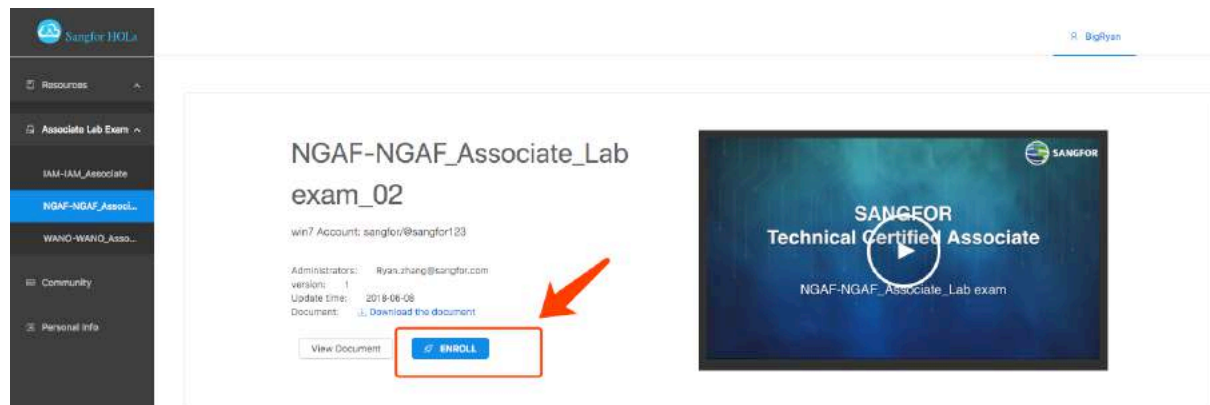 Sangfor HOLs
BigRyan
Resources
Associate Lab Exam
IAM-IAM_Associate
NGAF-NGAF_Associ...
WANO-WANO_Asso...
Community
Personal Info
NGAF-NGAF_Associate_Lab
exam_02
win7 Account: sangfor/@sangfor123
Administrators: Ryan.zhang@sangfor.com
version: 1
Update time: 2018-06-08
Document: Download the document
View Document
ENROLL
SANGFOR
SANGFOR
Technical Certified Associate
NGAF-NGAF_Associate_Lab exam